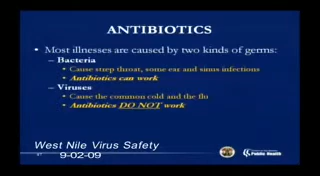 ANTIBIOTICS
• Most illnesses are caused by two kinds of germs:
– Bacteria
• Cause strep throat, some ear and sinus infections
• Antibiotics can work
– Viruses
• Cause the common cold and the flu
• Antibiotics DO NOT work
West Nile Virus Safety
9-02-09
Public Health